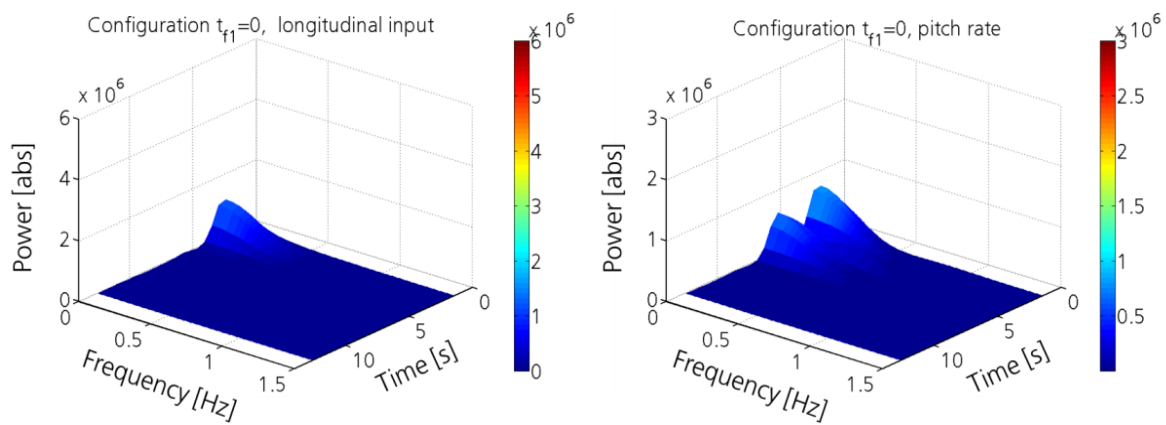 Configuration t_f1=0, longitudinal input
x 10^6
x 10^6
6
4
2
0
Power [abs]
0
0.5
1
1.5
Frequency [Hz]
10
5
0
Time [s]
6
5
4
3
2
1
0
Configuration t_f1=0, pitch rate
x 10^6
x 10^6
3
2
1
0
Power [abs]
0
0.5
1
1.5
Frequency [Hz]
10
5
0
Time [s]
3
2.5
2
1.5
1
0.5